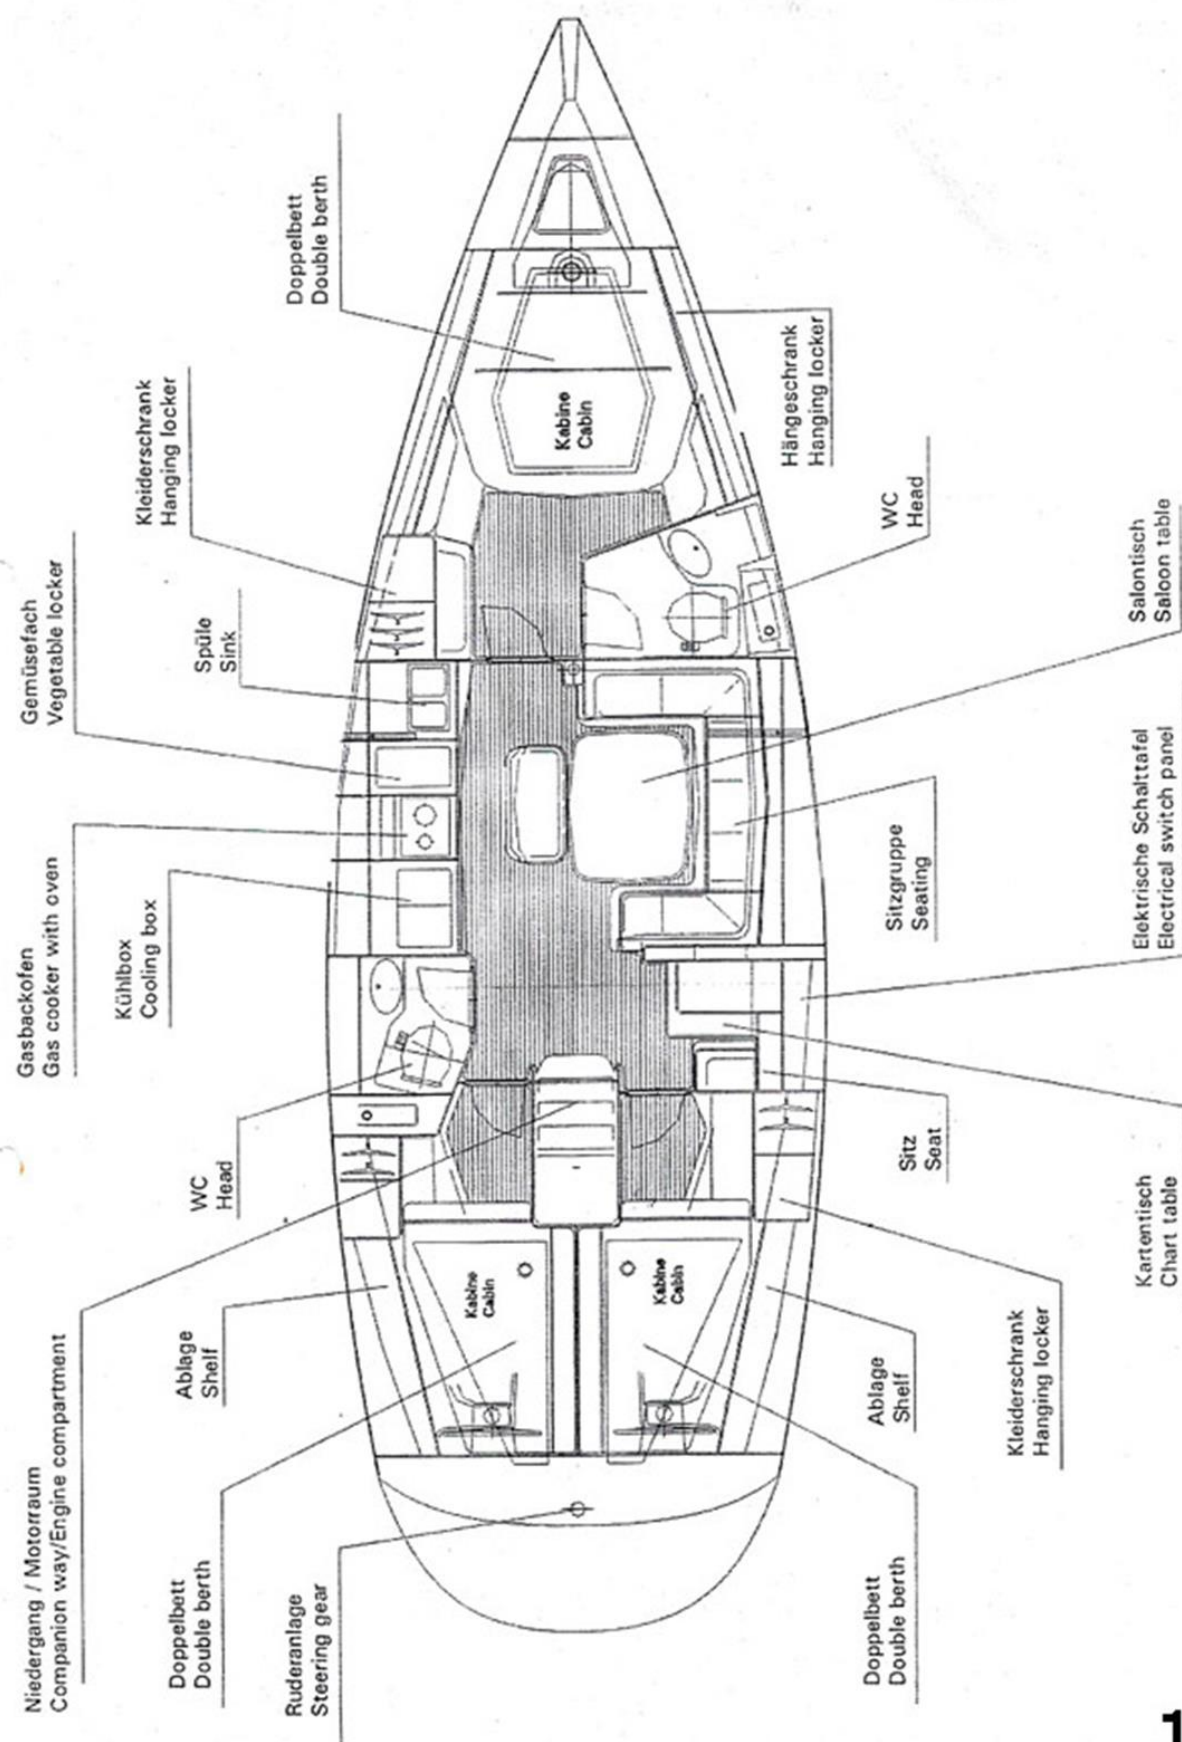 Doppelbett
Double berth
Kleiderschrank
Hanging locker
Gemüsefach
Vegetable locker
Spüle
Sink
Gasbackofen
Gas cooker with oven
Kühlbox
Cooling box
WC
Head
Niedergang / Motorraum
Companion way/Engine compartment
Ablage
Shelf
Doppelbett
Double berth
Ruderanlage
Steering gear
Kabine
Cabin
Kabine
Cabin
Kabine
Cabin
Hängeschrank
Hanging locker
WC
Head
Salontisch
Saloon table
Sitzgruppe
Seating
Elektrische Schalttafel
Electrical switch panel
Sitz
Seat
Kartentisch
Chart table
Kleiderschrank
Hanging locker
Ablage
Shelf
Doppelbett
Double berth
1